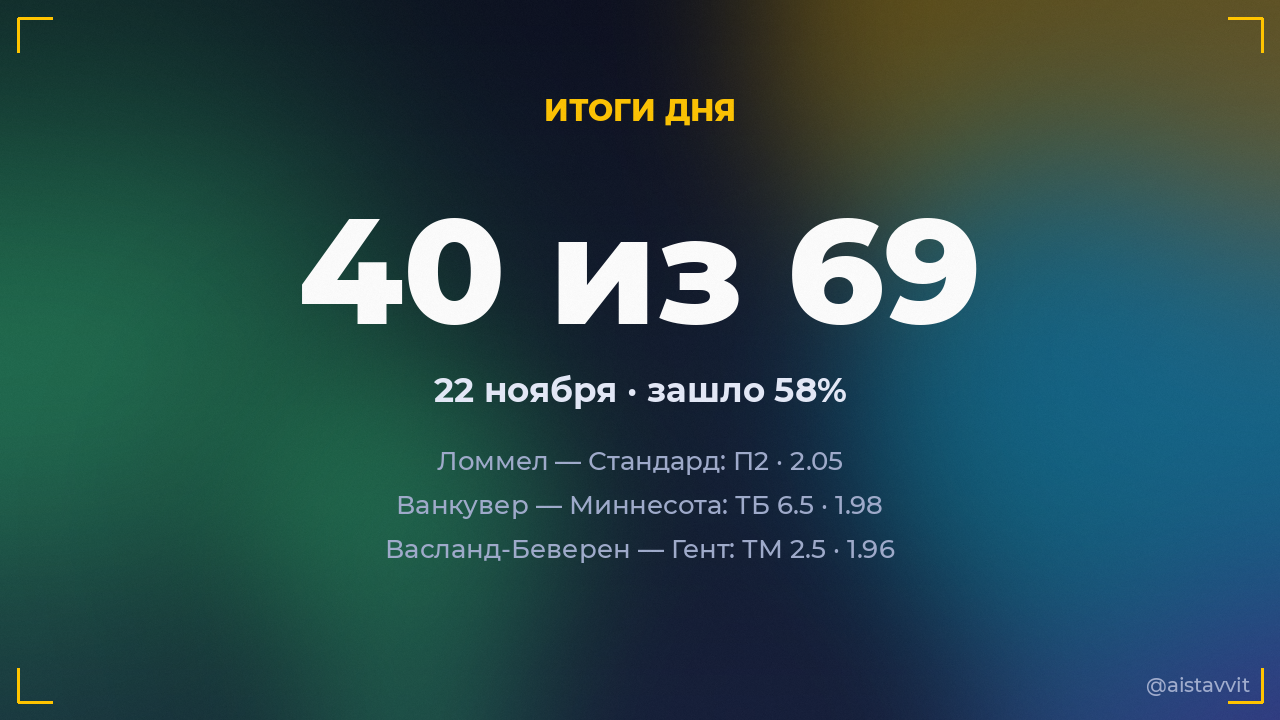 ИТОГИ ДНЯ
40 из 69
22 ноября · зашло 58%
Ломмел — Стандард: П2 · 2.05
Ванкувер — Миннесота: ТБ 6.5 · 1.98
Васланд-Беверен — Гент: ТМ 2.5 · 1.96
@aistavvit